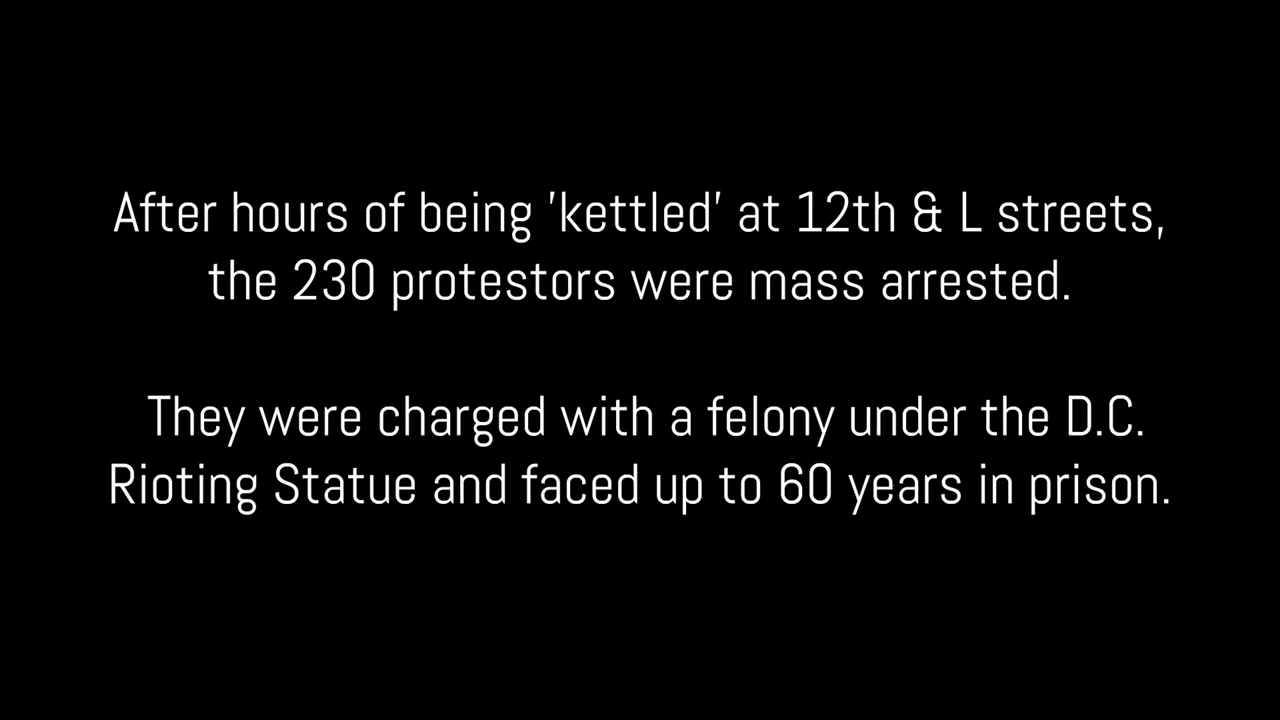 After hours of being 'kettled' at 12th & L streets,
the 230 protestors were mass arrested.
They were charged with a felony under the D.C.
Rioting Statue and faced up to 60 years in prison.